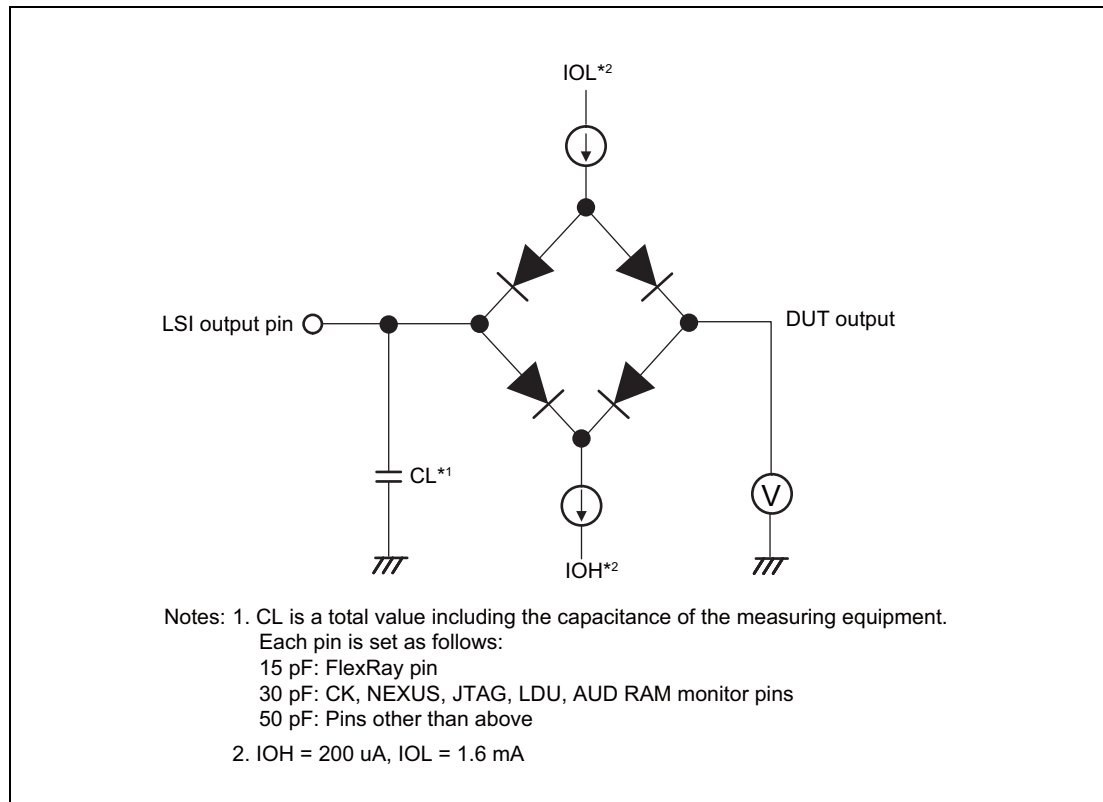 IOL*2
LSI output pin
DUT output
CL*1
V
IOH*2
Notes: 1. CL is a total value including the capacitance of the measuring equipment.
Each pin is set as follows:
15 pF: FlexRay pin
30 pF: CK, NEXUS, JTAG, LDU, AUD RAM monitor pins
50 pF: Pins other than above
2. IOH = 200 uA, IOL = 1.6 mA